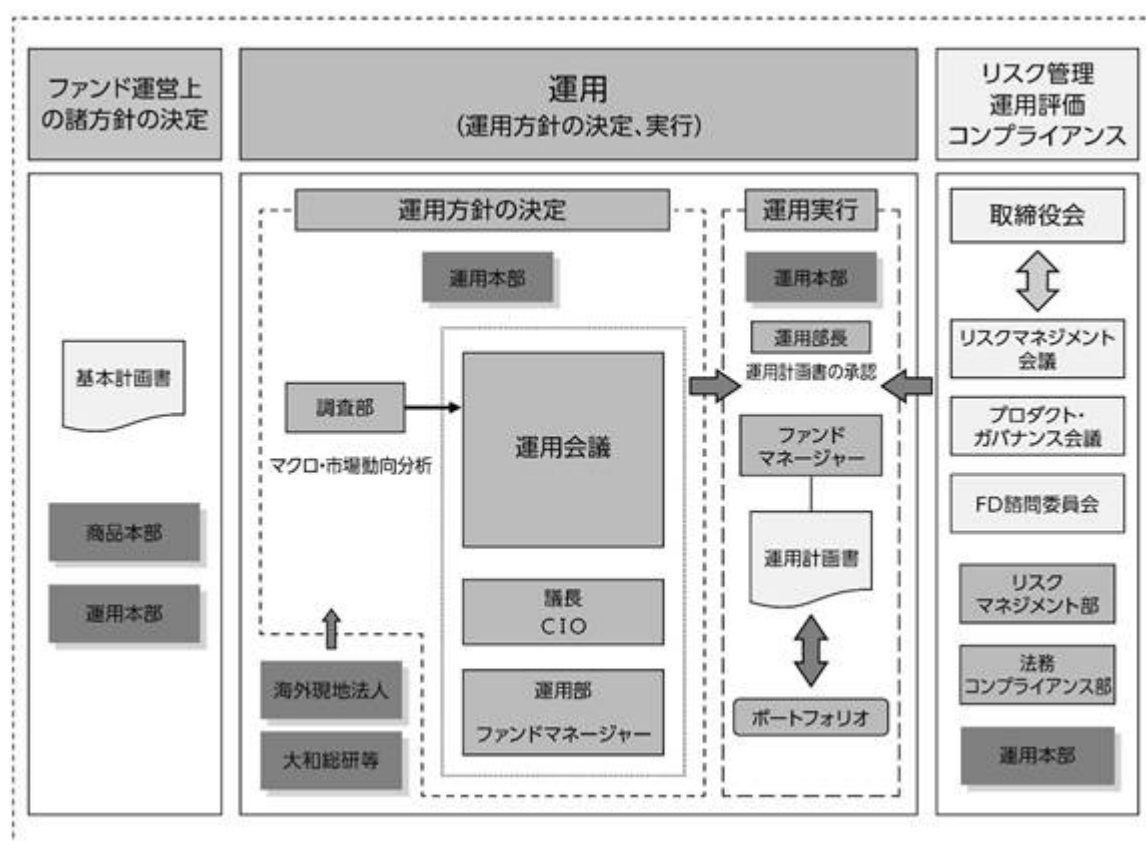 ファンド運営上
の諸方針の決定
運用
(運用方針の決定、実行)
リスク管理
運用評価
コンプライアンス
基本計画書
商品本部
運用本部
運用方針の決定
運用本部
調査部
マクロ・市場動向分析
運用会議
議長
CIO
運用部
ファンドマネージャー
海外現地法人
大和総研等
運用実行
運用本部
運用部長
運用計画書の承認
ファンド
マネージャー
運用計画書
ポートフォリオ
取締役会
リスクマネジメント
会議
プロダクト・
ガバナンス会議
FD諮問委員会
リスク
マネジメント部
法務
コンプライアンス部
運用本部